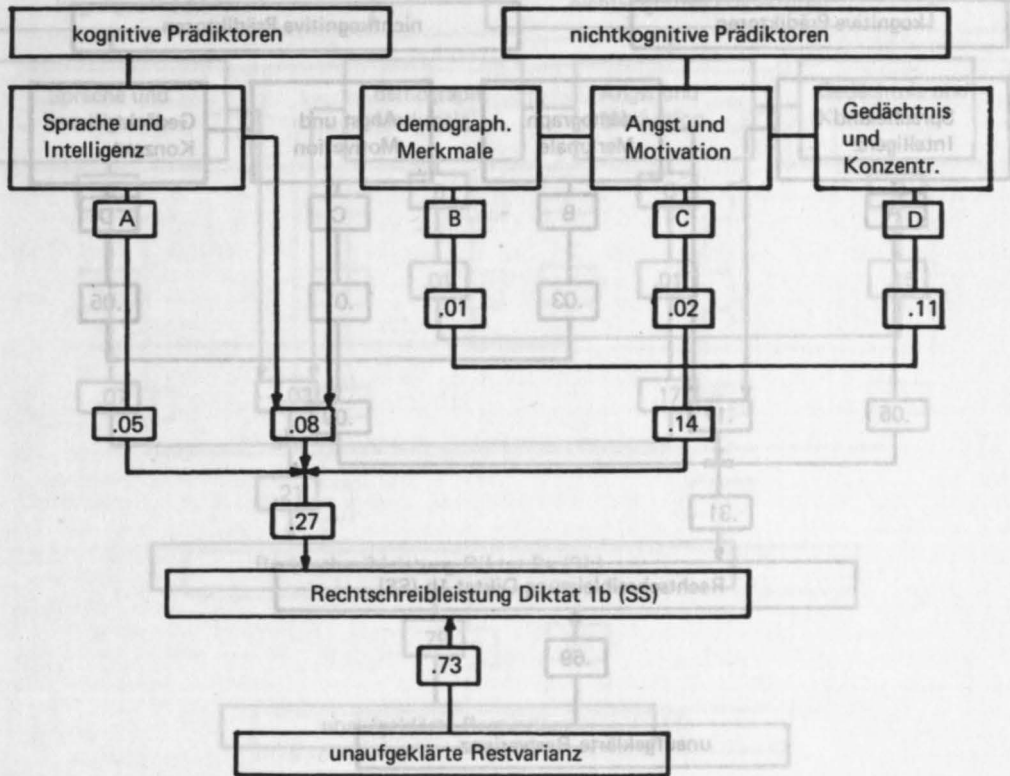 kognitive Prädiktoren
nichtkognitive Prädiktoren
Sprache und
Intelligenz
demograph.
Merkmale
Angst und
Motivation
Gedächtnis
und
Konzentr.
A
B
C
D
.01
.02
.11
.05
.08
.14
.27
Rechtschreibleistung Diktat 1b (SS)
.73
unaufgeklärte Restvarianz